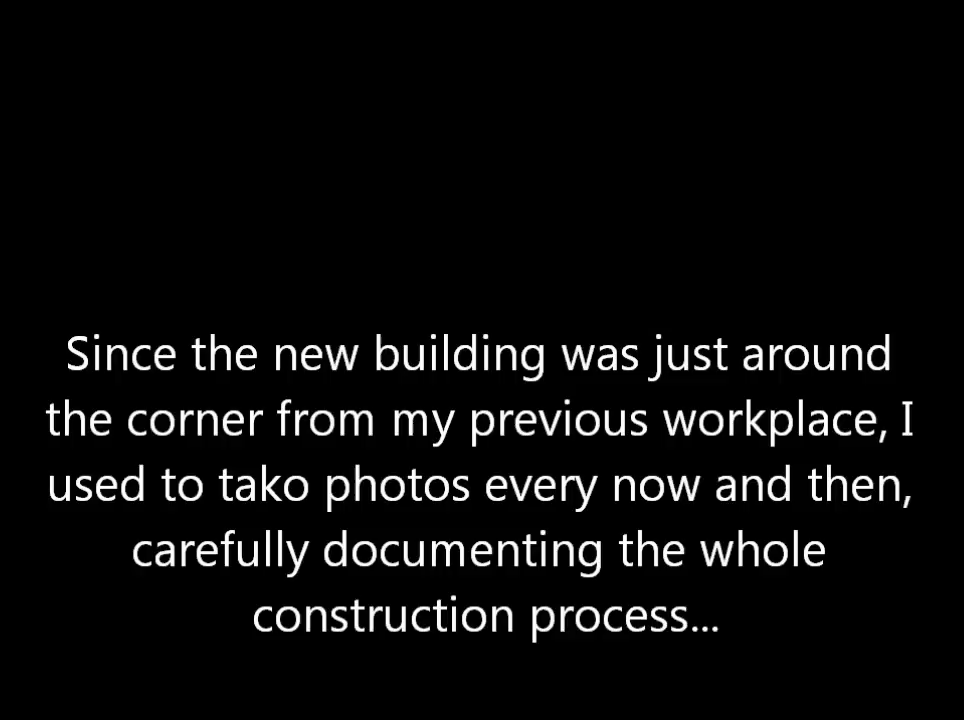 Since the new building was just around
the corner from my previous workplace, I
used to tako photos every now and then,
carefully documenting the whole
construction process...